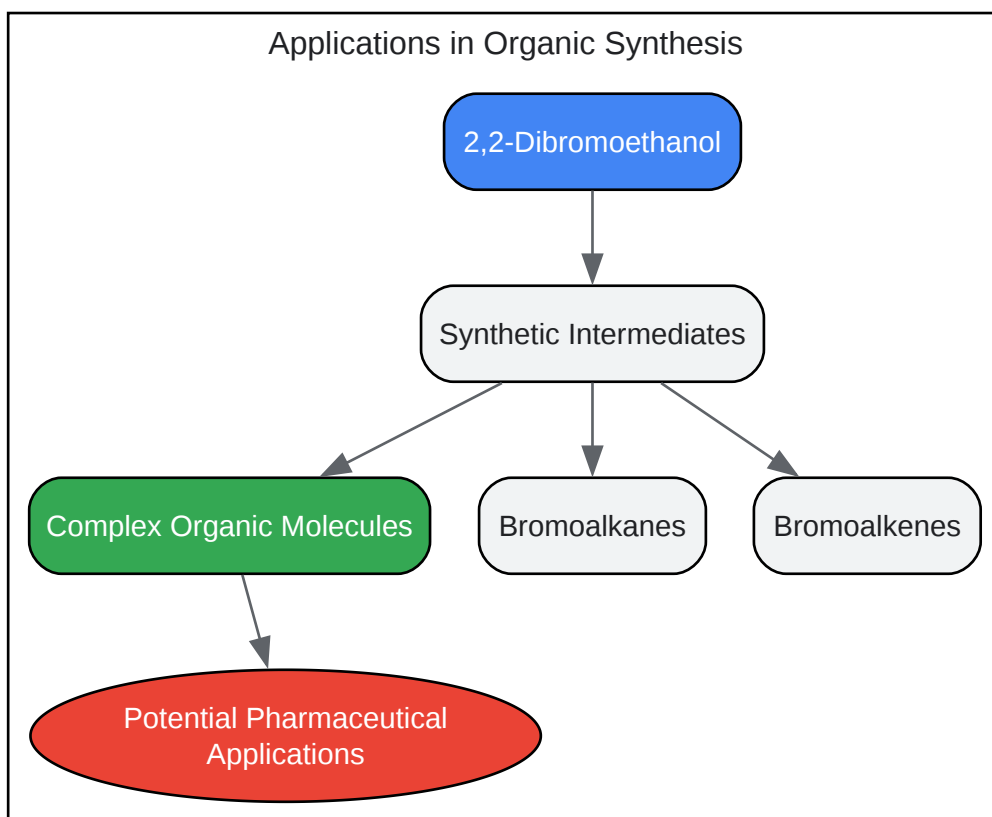 Applications in Organic Synthesis
2,2-Dibromoethanol
Synthetic Intermediates
Complex Organic Molecules
Bromoalkanes
Bromoalkenes
Potential Pharmaceutical
Applications